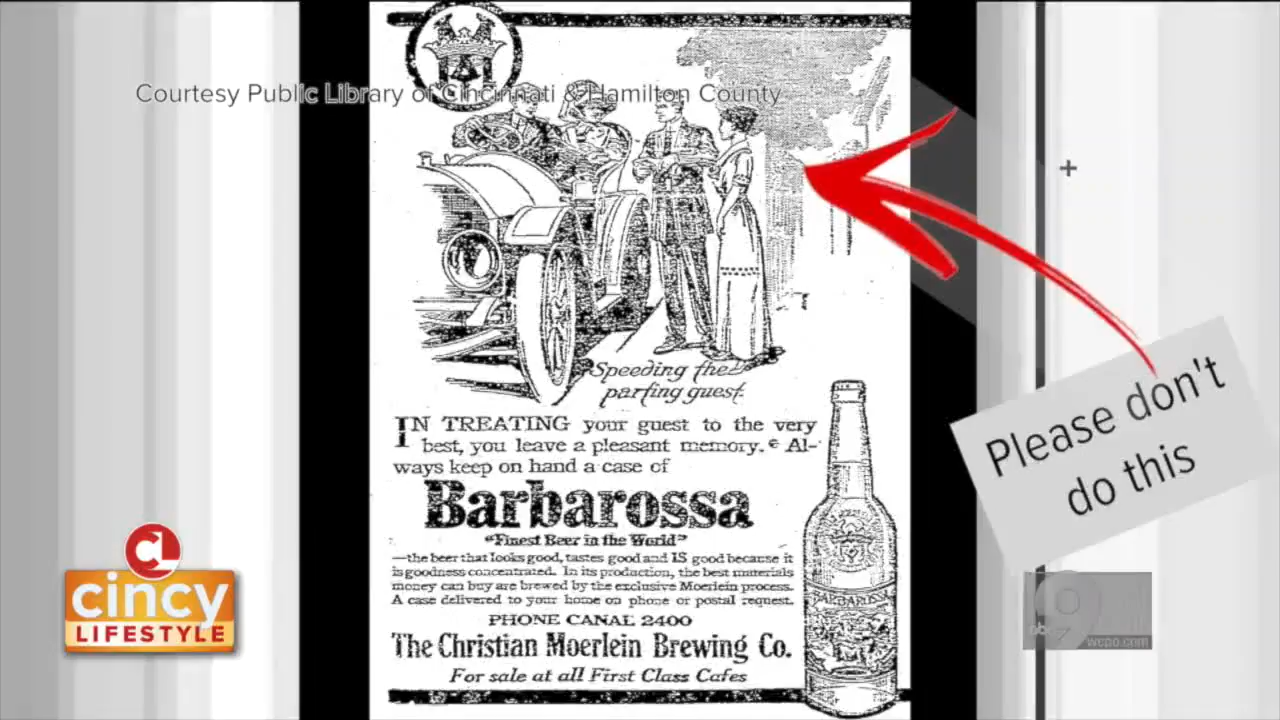 Courtesy Public Library of Cincinnati & Hamilton County
Speeding the
parting guest.
IN TREATING your guest to the very
best, you leave a pleasant memory. Al-
ways keep on hand a case of
Barbarossa
"Finest Beer in the World"
—the beer that looks good, tastes good and IS good because it
is goodness concentrated. In its production, the best materials
money can buy are brewed by the exclusive Moerlein process.
A case delivered to your home on phone or postal request.
PHONE CANAL 2400
The Christian Moerlein Brewing Co.
For sale at all First Class Cafes
BARBAROSSA
Please don't
do this
cincy
LIFESTYLE
abc 9
wcpo.com